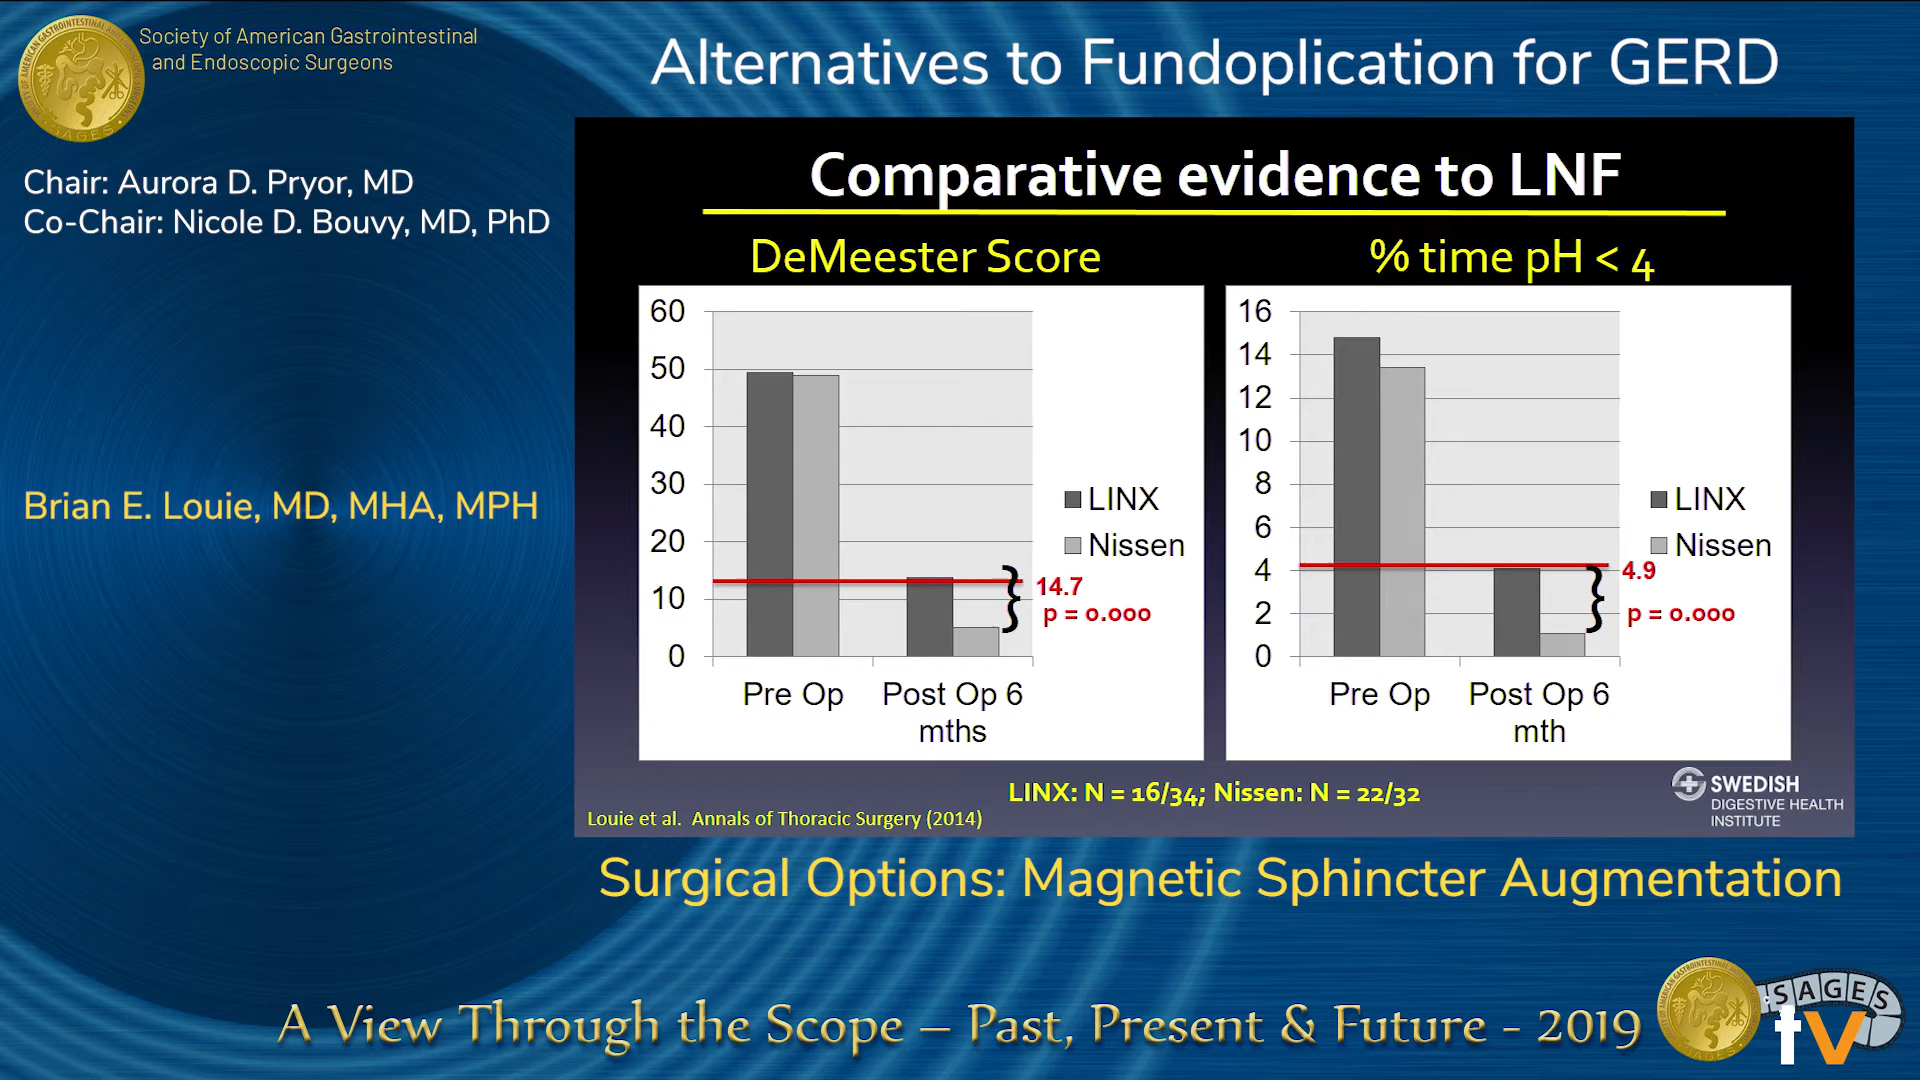 Society of American Gastrointestinal
and Endoscopic Surgeons
Alternatives to Fundoplication for GERD
Chair: Aurora D. Pryor, MD
Co-Chair: Nicole D. Bouvy, MD, PhD
Brian E. Louie, MD, MHA, MPH
Comparative evidence to LNF
DeMeester Score
60
50
40
30
20
10
0
LINX
Nissen
14.7
p = 0.000
Pre Op
Post Op 6
mths
% time pH < 4
16
14
12
10
8
6
4
2
0
LINX
Nissen
4.9
p = 0.000
Pre Op
Post Op 6
mth
LINX: N = 16/34; Nissen: N = 22/32
Louie et al. Annals of Thoracic Surgery (2014)
SWEDISH
DIGESTIVE HEALTH
INSTITUTE
Surgical Options: Magnetic Sphincter Augmentation
A View Through the Scope – Past, Present & Future - 2019
SAGES
tv